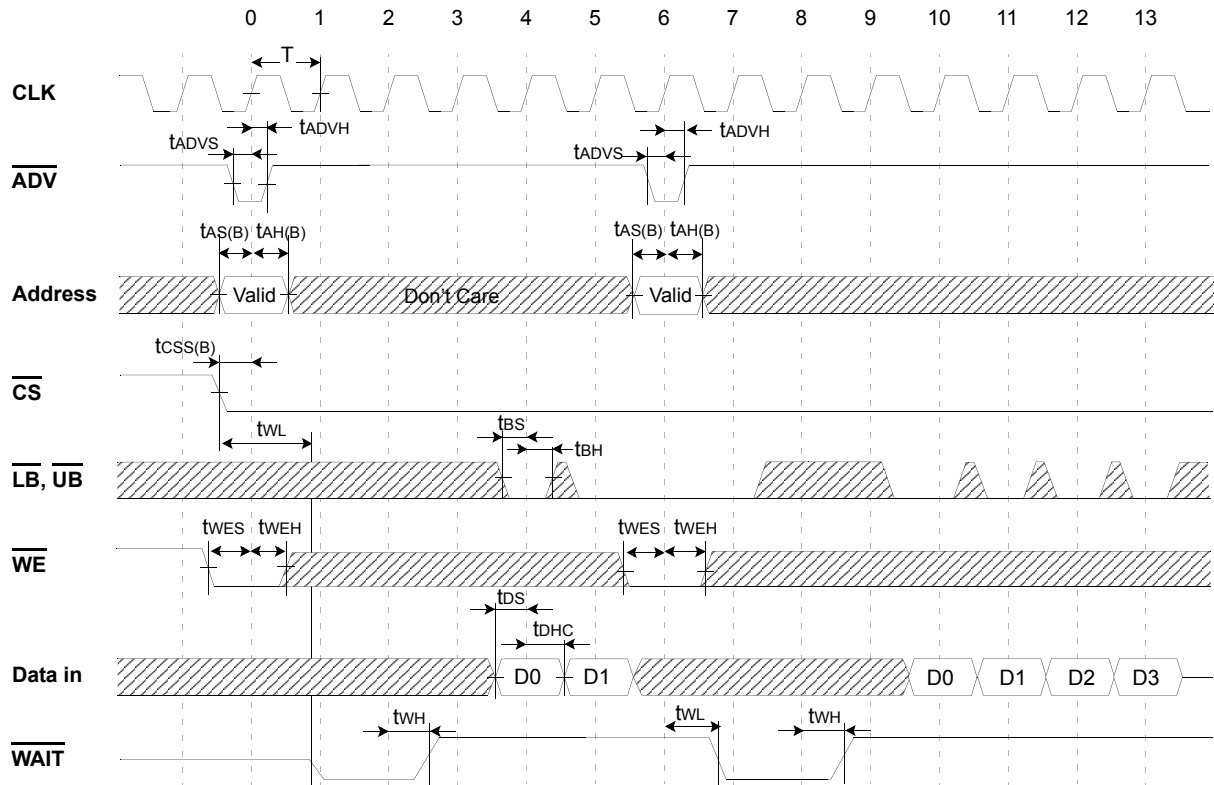 0 1 2 3 4 5 6 7 8 9 10 11 12 13
T
CLK
tADVH tADVH
tADVS tADVS
ADV
tAS(B) tAH(B) tAS(B) tAH(B)
Address Valid Don't Care Valid
tCSS(B)
CS
tWL tBS
tBH
LB, UB
tWES tWEH tWES tWEH
WE
tDS
tDHC
Data in D0 D1 D0 D1 D2 D3
tWH tWL tWH
WAIT